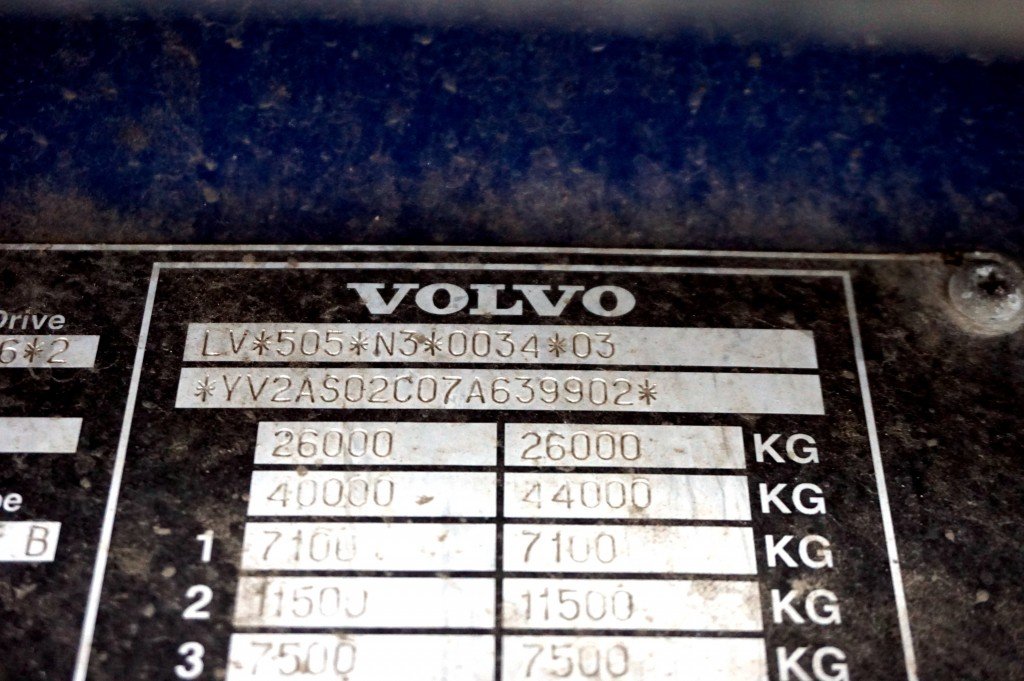 VOLVO
Drive
6*2
LV*505*N3*0034*03
*YV2AS02C07A639902*
26000 26000 KG
40000 44000 KG
1 7100 7100 KG
B
2 11500 11500 KG
3 7500 7500 KG